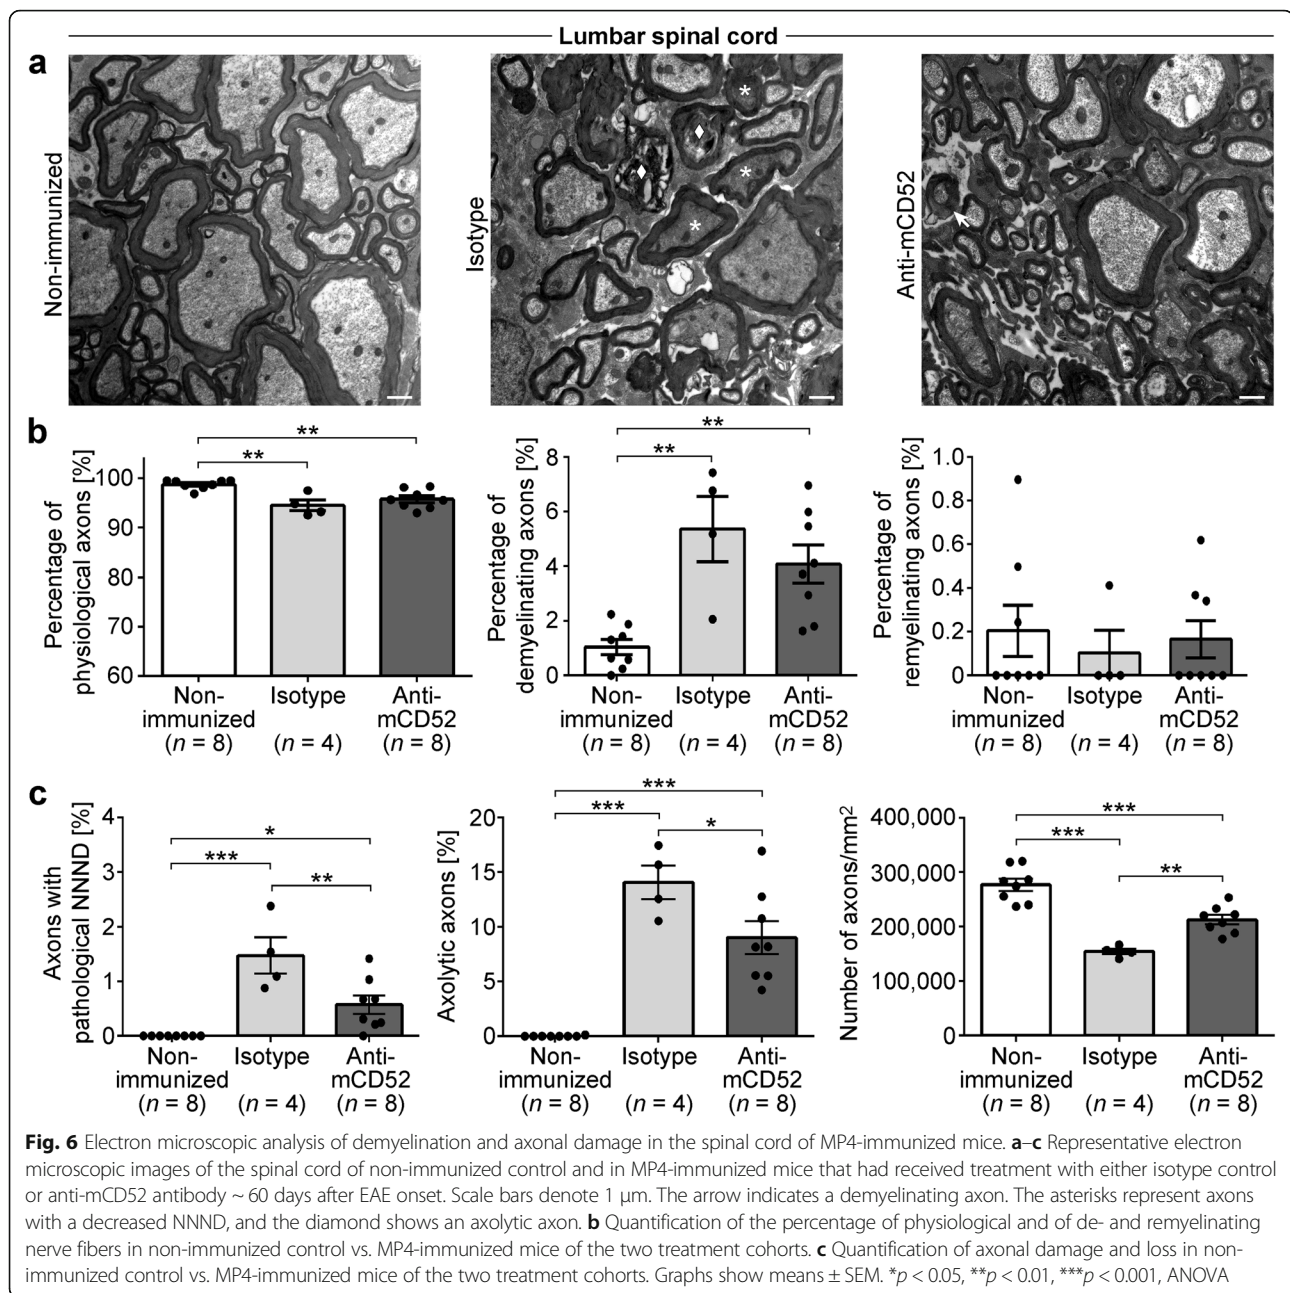 Lumbar spinal cord
a
Non-immunized
Isotype
Anti-mCD52
*
*
*
b
Percentage of
physiological axons [%]
100
90
80
70
60
**
**
Non-
immunized
(n = 8)
Isotype
(n = 4)
Anti-
mCD52
(n = 8)
Percentage of
demyelinating axons [%]
8
6
4
2
0
**
**
Non-
immunized
(n = 8)
Isotype
(n = 4)
Anti-
mCD52
(n = 8)
Percentage of
remyelinating axons [%]
1.0
0.8
0.6
0.4
0.2
0
Non-
immunized
(n = 8)
Isotype
(n = 4)
Anti-
mCD52
(n = 8)
c
Axons with
pathological NNND [%]
4
3
2
1
0
*
***
**
Non-
immunized
(n = 8)
Isotype
(n = 4)
Anti-
mCD52
(n = 8)
Axolytic axons [%]
20
15
10
5
0
***
***
*
Non-
immunized
(n = 8)
Isotype
(n = 4)
Anti-
mCD52
(n = 8)
Number of axons/mm2
400,000
300,000
200,000
100,000
0
***
***
**
Non-
immunized
(n = 8)
Isotype
(n = 4)
Anti-
mCD52
(n = 8)
Fig. 6 Electron microscopic analysis of demyelination and axonal damage in the spinal cord of MP4-immunized mice. a–c Representative electron
microscopic images of the spinal cord of non-immunized control and in MP4-immunized mice that had received treatment with either isotype control
or anti-mCD52 antibody ~ 60 days after EAE onset. Scale bars denote 1 μm. The arrow indicates a demyelinating axon. The asterisks represent axons
with a decreased NNND, and the diamond shows an axolytic axon. b Quantification of the percentage of physiological and of de- and remyelinating
nerve fibers in non-immunized control vs. MP4-immunized mice of the two treatment cohorts. c Quantification of axonal damage and loss in non-
immunized control vs. MP4-immunized mice of the two treatment cohorts. Graphs show means ± SEM. *p < 0.05, **p < 0.01, ***p < 0.001, ANOVA